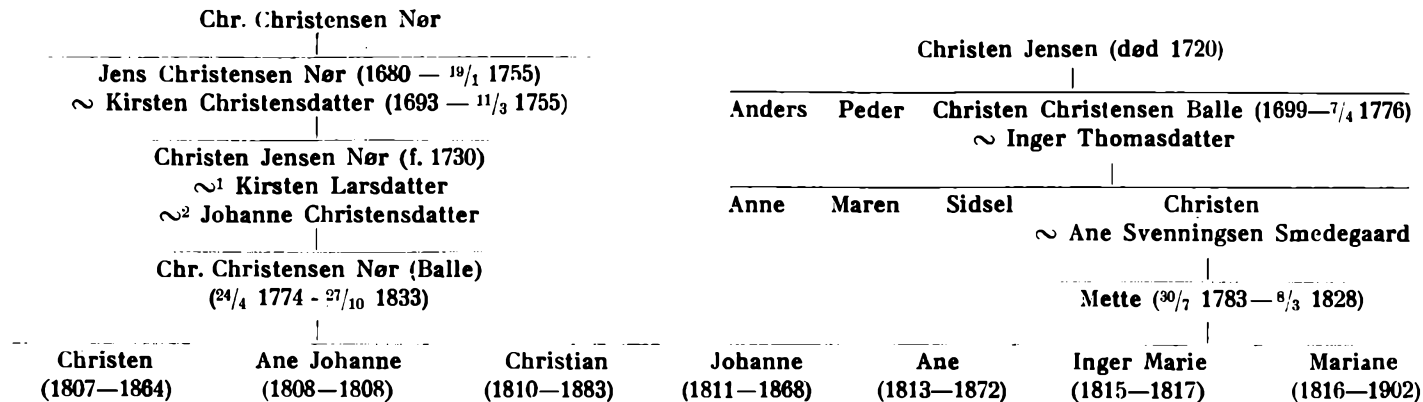 Chr. Christensen Nør
Jens Christensen Nør (1680 — 19/1 1755)
∾ Kirsten Christensdatter (1693 — 11/3 1755)
Christen Jensen Nør (f. 1730)
∾¹ Kirsten Larsdatter
∾² Johanne Christensdatter
Chr. Christensen Nør (Balle)
(24/4 1774 - 27/10 1833)
Christen Jensen (død 1720)
Anders Peder Christen Christensen Balle (1699—7/4 1776)
∾ Inger Thomasdatter
Anne Maren Sidsel Christen
∾ Ane Svenningsen Smedegaard
Mette (30/7 1783—8/3 1828)
Christen Ane Johanne Christian Johanne Ane Inger Marie Mariane
(1807—1864) (1808—1808) (1810—1883) (1811—1868) (1813—1872) (1815—1817) (1816—1902)